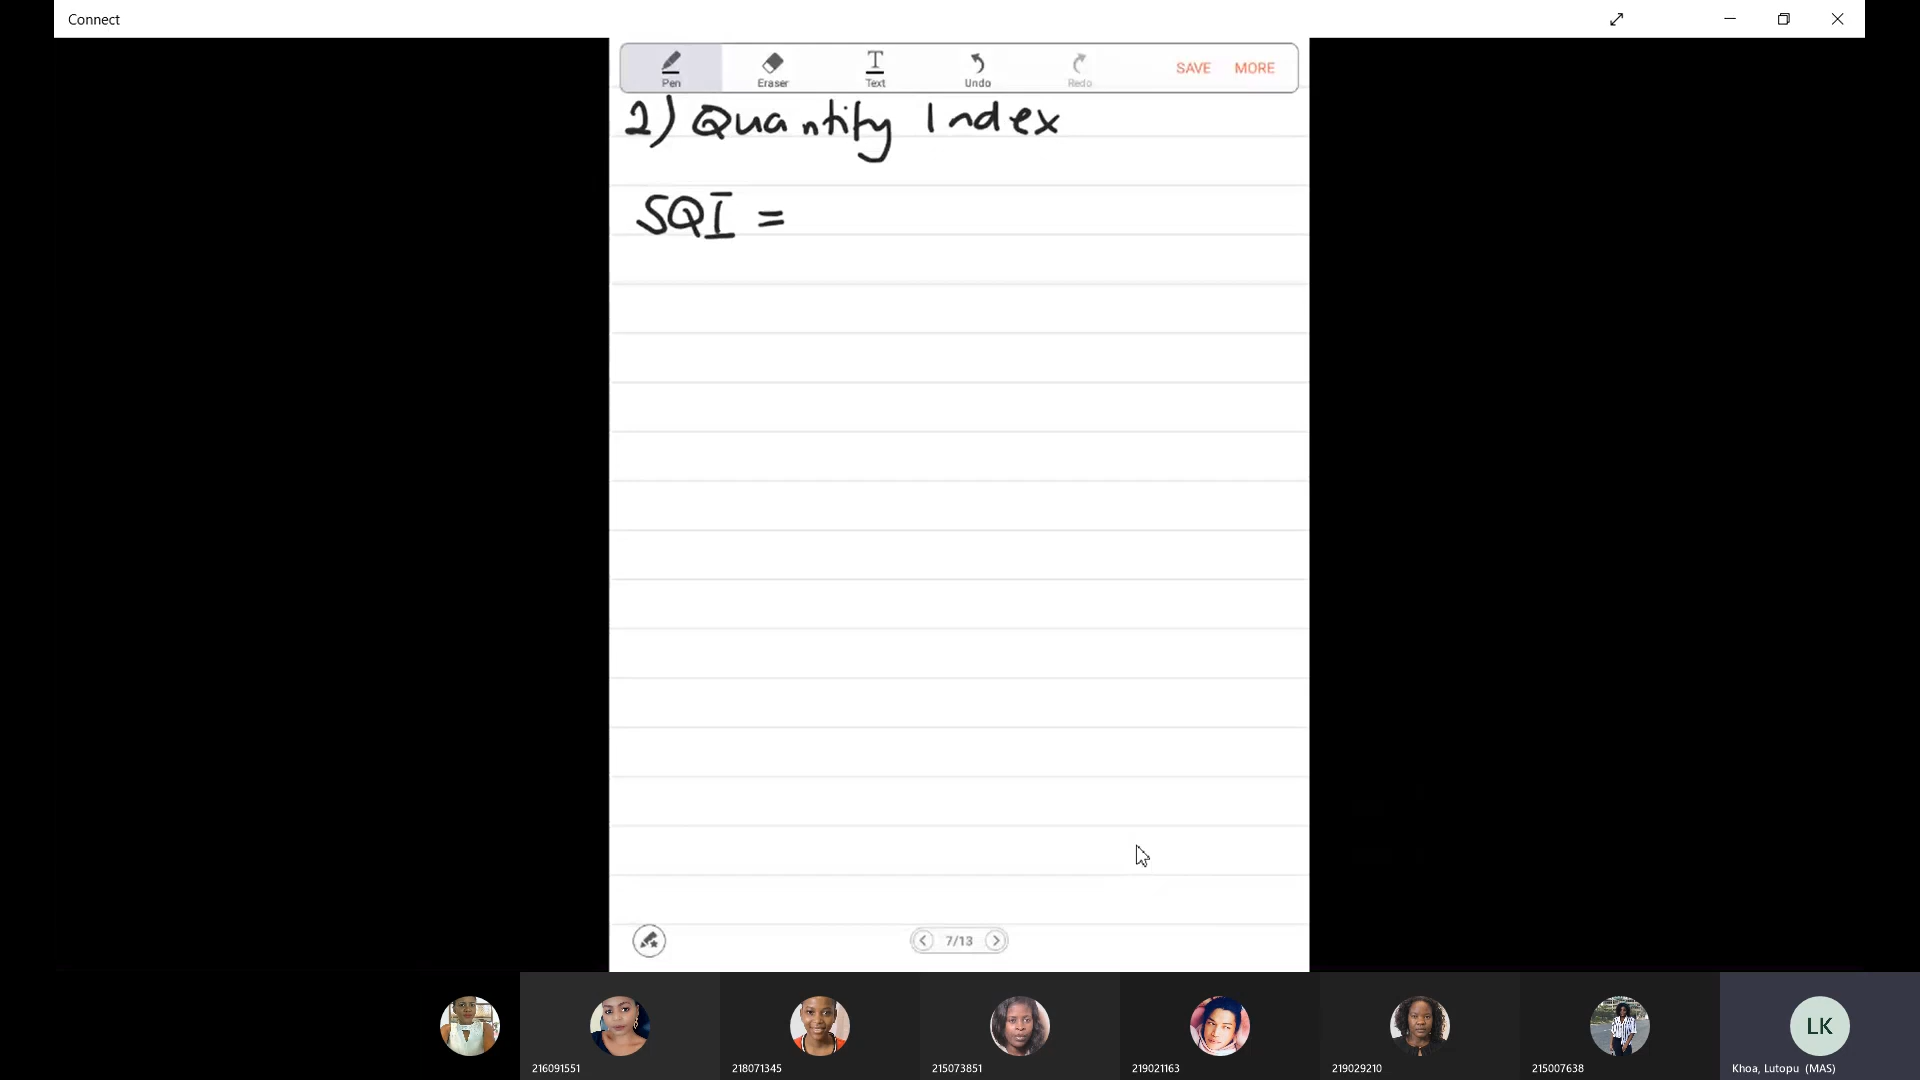 Connect
Pen
Eraser
Text
Undo
Redo
SAVE
MORE
2) Quantity Index
SQI =
7/13
216091551
218071345
215073851
219021163
219029210
215007638
LK
Khoa, Lutopu (MAS)